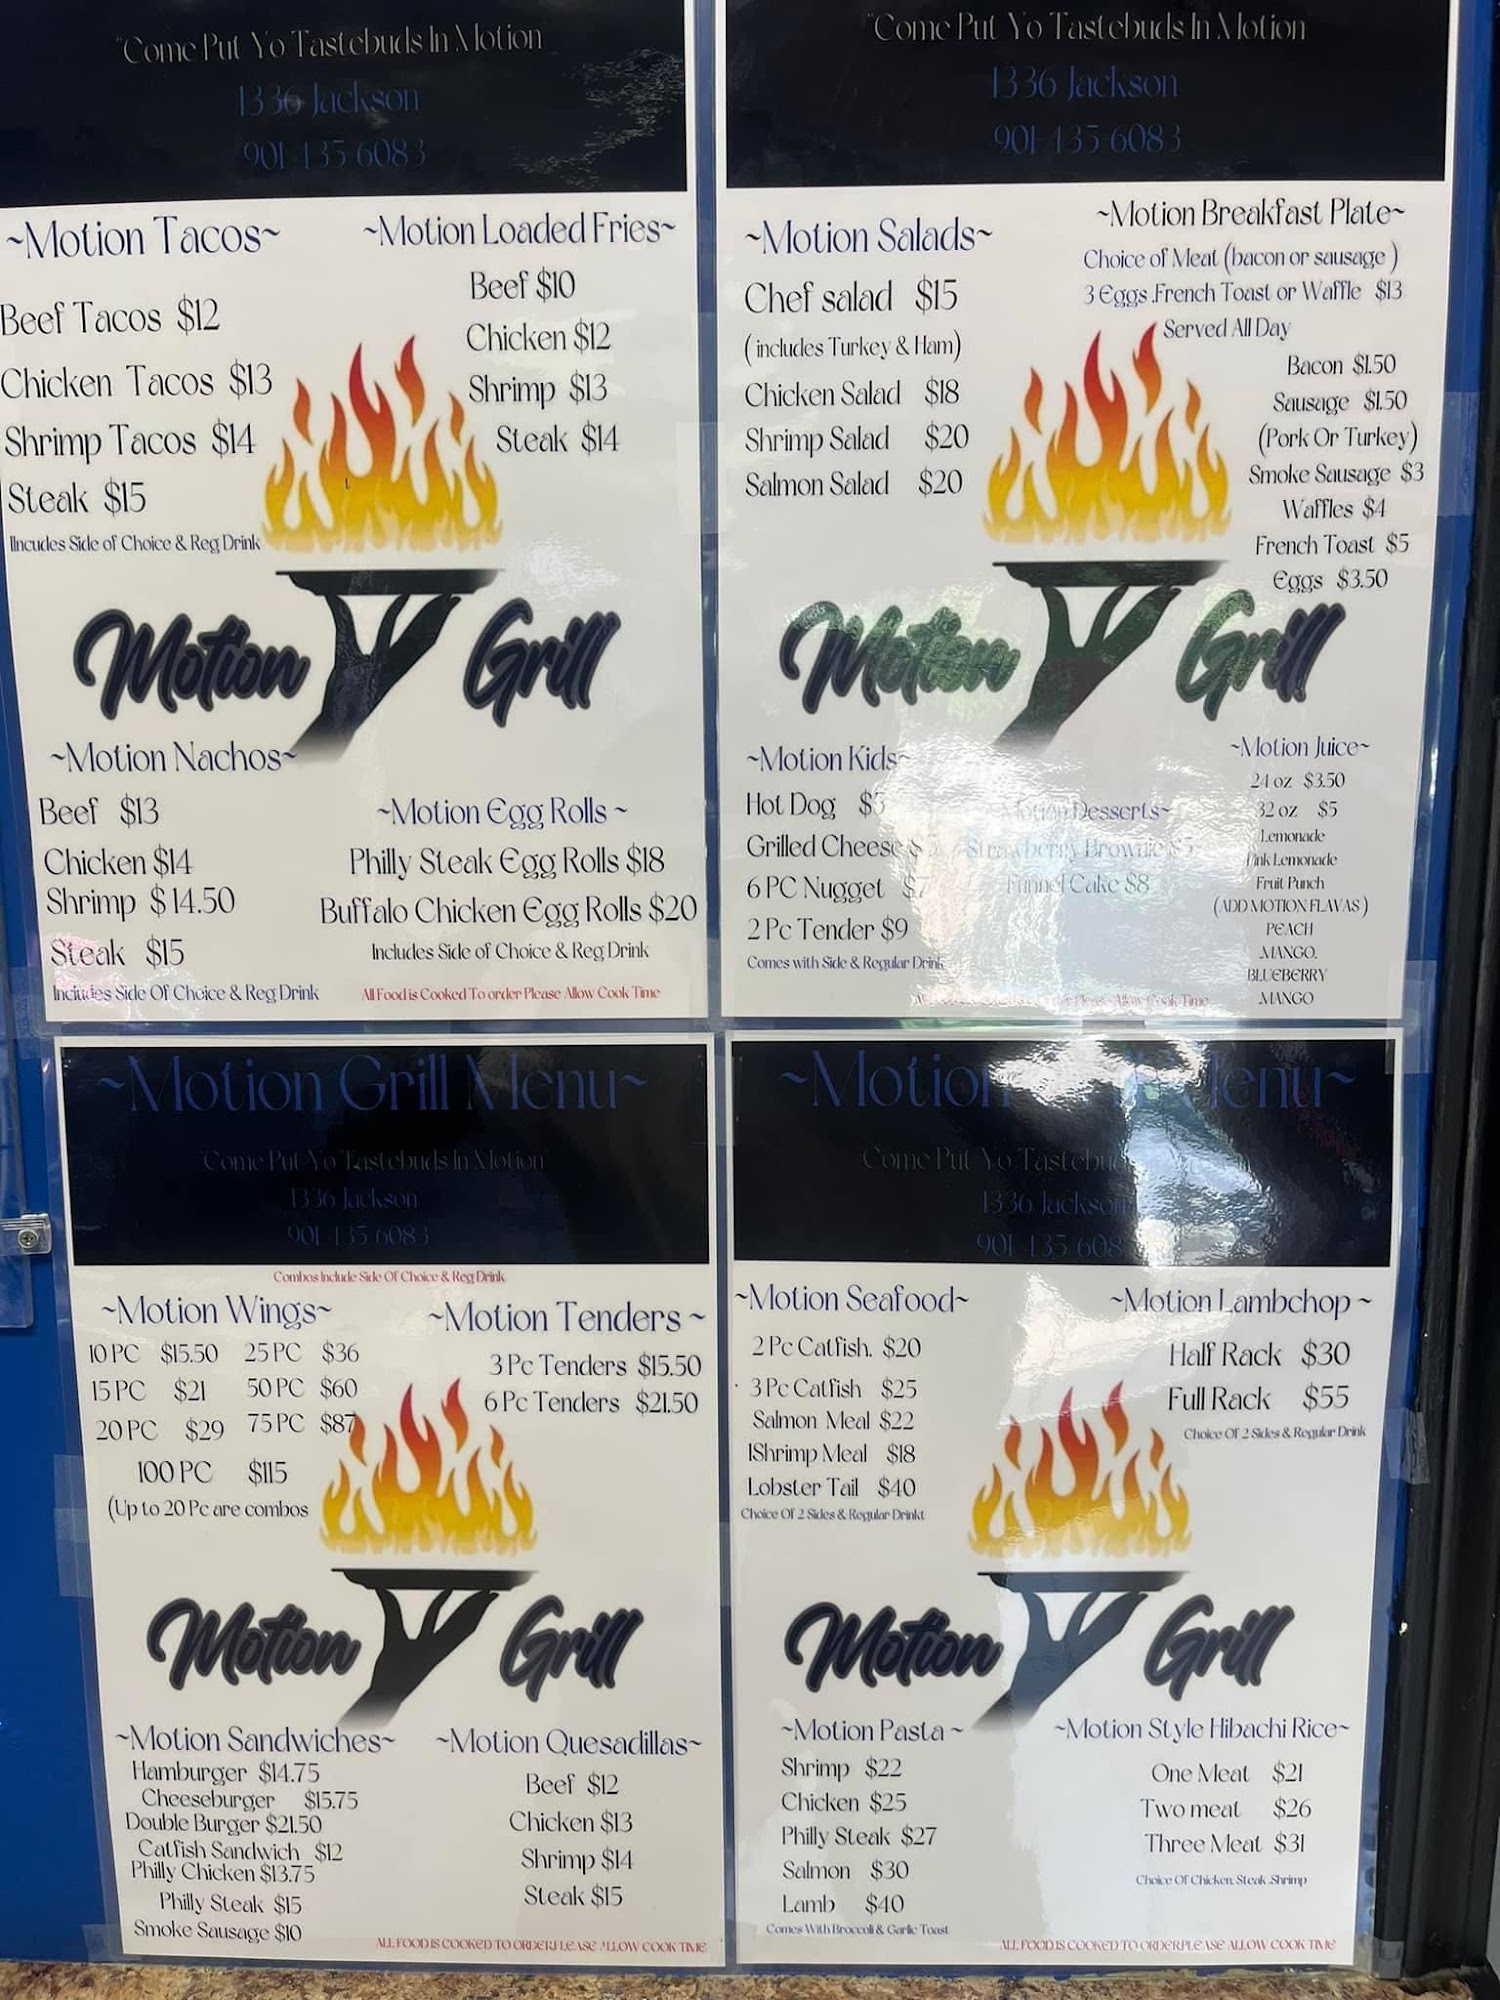 "Come Put Yo Tastebuds In Motion
1336 Jackson
901 435 6083
~Motion Tacos~
Beef Tacos $12
Chicken Tacos $13
Shrimp Tacos $14
Steak $15
IIncudes Side of Choice & Reg Drink
~Motion Loaded Fries~
Beef $10
Chicken $12
Shrimp $13
Steak $14
Motion Grill
~Motion Nachos~
Beef $13
Chicken $14
Shrimp $14.50
Steak $15
Includes Side Of Choice & Reg Drink
~Motion Egg Rolls ~
Philly Steak Egg Rolls $18
Buffalo Chicken Egg Rolls $20
Includes Side of Choice & Reg Drink
All Food is Cooked To order Please Allow Cook Time
"Come Put Yo Tastebuds In Motion
1336 Jackson
901 435 6083
~Motion Salads~
Chef salad $15
(includes Turkey & Ham)
Chicken Salad $18
Shrimp Salad $20
Salmon Salad $20
~Motion Breakfast Plate~
Choice of Meat (bacon or sausage )
3 Eggs .French Toast or Waffle $13
Served All Day
Bacon $1.50
Sausage $1.50
(Pork Or Turkey)
Smoke Sausage $3
Waffles $4
French Toast $5
Eggs $3.50
Motion Grill
~Motion Kids~
Hot Dog
Grilled Cheese
6 PC Nugget $7
2 Pc Tender $9
Comes with Side & Regular Drink
Motion Desserts~
Strawberry Brownie
Funnel Cake $8
~Motion Juice~
24 oz $3.50
32 oz $5
Lemonade
Pink Lemonade
Fruit Punch
(ADD MOTION FLAVAS )
PEACH
MANGO.
BLUEBERRY
MANGO
Please Allow Cook Time
~Motion Grill Menu~
"Come Put Yo Tastebuds In Motion"
1336 Jackson
901 435 6083
Combos Include Side Of Choice & Reg Drink
~Motion Wings~
10 PC $15.50 25 PC $36
15 PC $21 50 PC $60
20 PC $29 75 PC $87
100 PC $115
(Up to 20 Pc are combos
~Motion Tenders ~
3 Pc Tenders $15.50
6 Pc Tenders $21.50
Motion Grill
~Motion Sandwiches~
Hamburger $14.75
Cheeseburger $15.75
Double Burger $21.50
Catfish Sandwich $12
Philly Chicken $13.75
Philly Steak $15
Smoke Sausage $10
~Motion Quesadillas~
Beef $12
Chicken $13
Shrimp $14
Steak $15
ALL FOOD IS COOKED TO ORDER PLEASE ALLOW COOK TIME
~Motion Menu~
Come Put Yo
1336 Jackson
901 435 608
~Motion Seafood~
2 Pc Catfish. $20
3 Pc Catfish $25
Salmon Meal $22
1Shrimp Meal $18
Lobster Tail $40
Choice Of 2 Sides & Regular Drinkt
~Motion Lambchop ~
Half Rack $30
Full Rack $55
Choice Of 2 Sides & Regular Drink
Motion Grill
~Motion Pasta ~
Shrimp $22
Chicken $25
Philly Steak $27
Salmon $30
Lamb $40
Comes With Broccoli & Garlic Toast
~Motion Style Hibachi Rice~
One Meat $21
Two meat $26
Three Meat $31
Choice Of Chicken, Steak .Shrimp
ALL FOOD IS COOKED TO ORDER PLEASE ALLOW COOK TIME